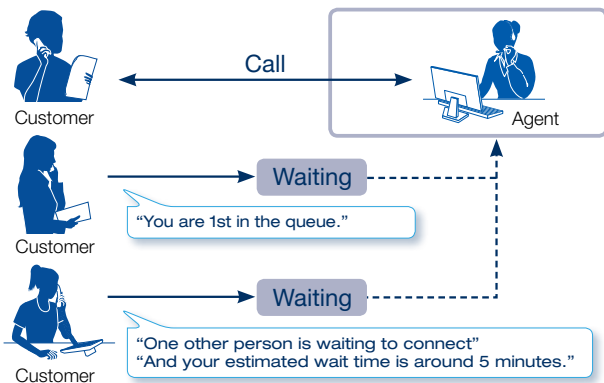 Call
Customer
Agent
Waiting
“You are 1st in the queue.”
Customer
Waiting
“One other person is waiting to connect”
“And your estimated wait time is around 5 minutes.”
Customer